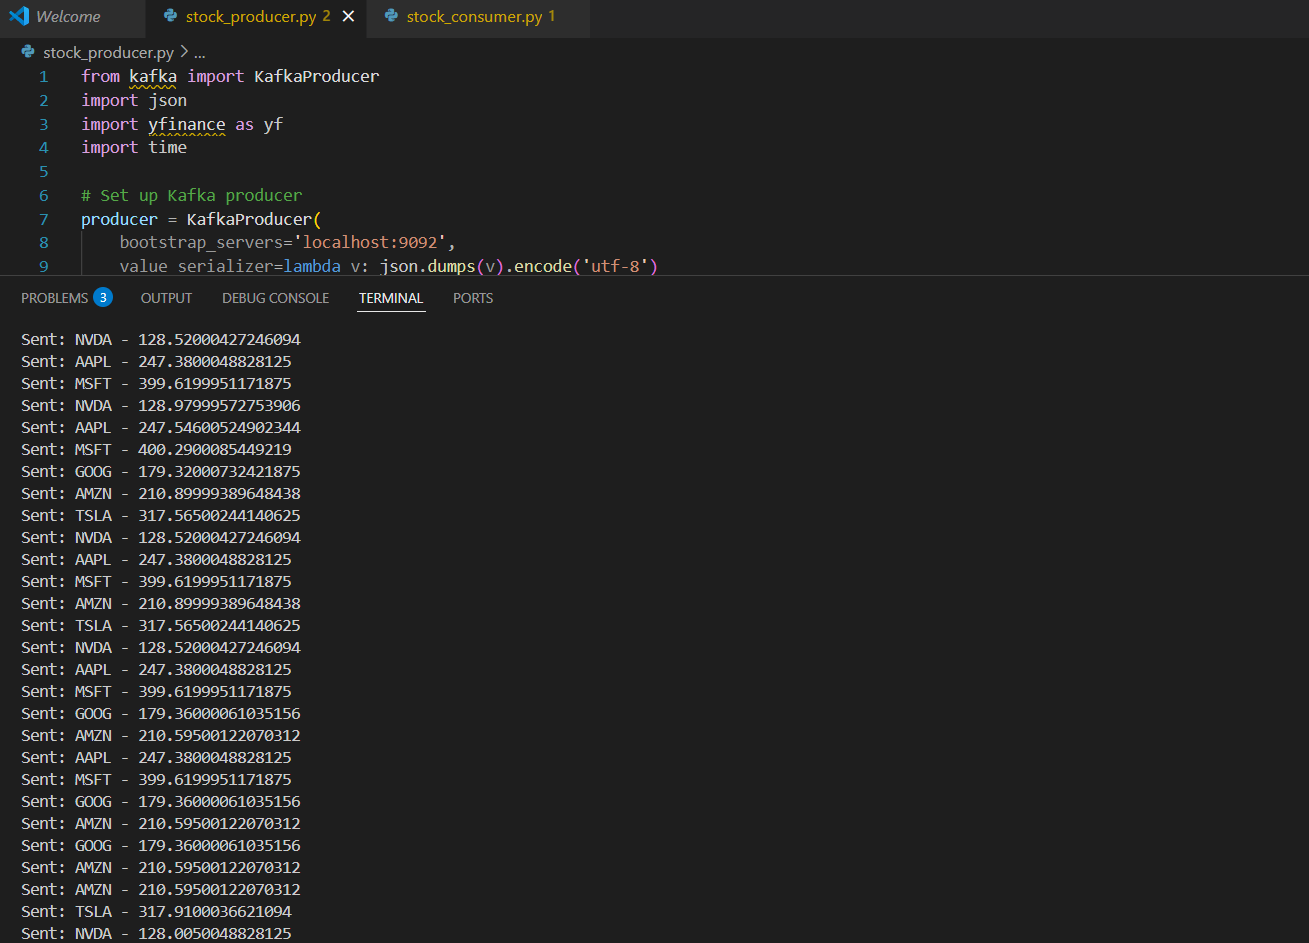 Welcome stock_producer.py 2 stock_consumer.py 1
stock_producer.py > ...
1 from kafka import KafkaProducer
2 import json
3 import yfinance as yf
4 import time
5
6 # Set up Kafka producer
7 producer = KafkaProducer(
8 bootstrap_servers='localhost:9092',
9 value_serializer=lambda v: json.dumps(v).encode('utf-8')
PROBLEMS 3 OUTPUT DEBUG CONSOLE TERMINAL PORTS
Sent: NVDA - 128.52000427246094
Sent: AAPL - 247.3800048828125
Sent: MSFT - 399.6199951171875
Sent: NVDA - 128.97999572753906
Sent: AAPL - 247.54600524902344
Sent: MSFT - 400.2900085449219
Sent: GOOG - 179.32000732421875
Sent: AMZN - 210.89999389648438
Sent: TSLA - 317.56500244140625
Sent: NVDA - 128.52000427246094
Sent: AAPL - 247.3800048828125
Sent: MSFT - 399.6199951171875
Sent: AMZN - 210.89999389648438
Sent: TSLA - 317.56500244140625
Sent: NVDA - 128.52000427246094
Sent: AAPL - 247.3800048828125
Sent: MSFT - 399.6199951171875
Sent: GOOG - 179.36000061035156
Sent: AMZN - 210.59500122070312
Sent: AAPL - 247.3800048828125
Sent: MSFT - 399.6199951171875
Sent: GOOG - 179.36000061035156
Sent: AMZN - 210.59500122070312
Sent: GOOG - 179.36000061035156
Sent: AMZN - 210.59500122070312
Sent: AMZN - 210.59500122070312
Sent: TSLA - 317.9100036621094
Sent: NVDA - 128.0050048828125